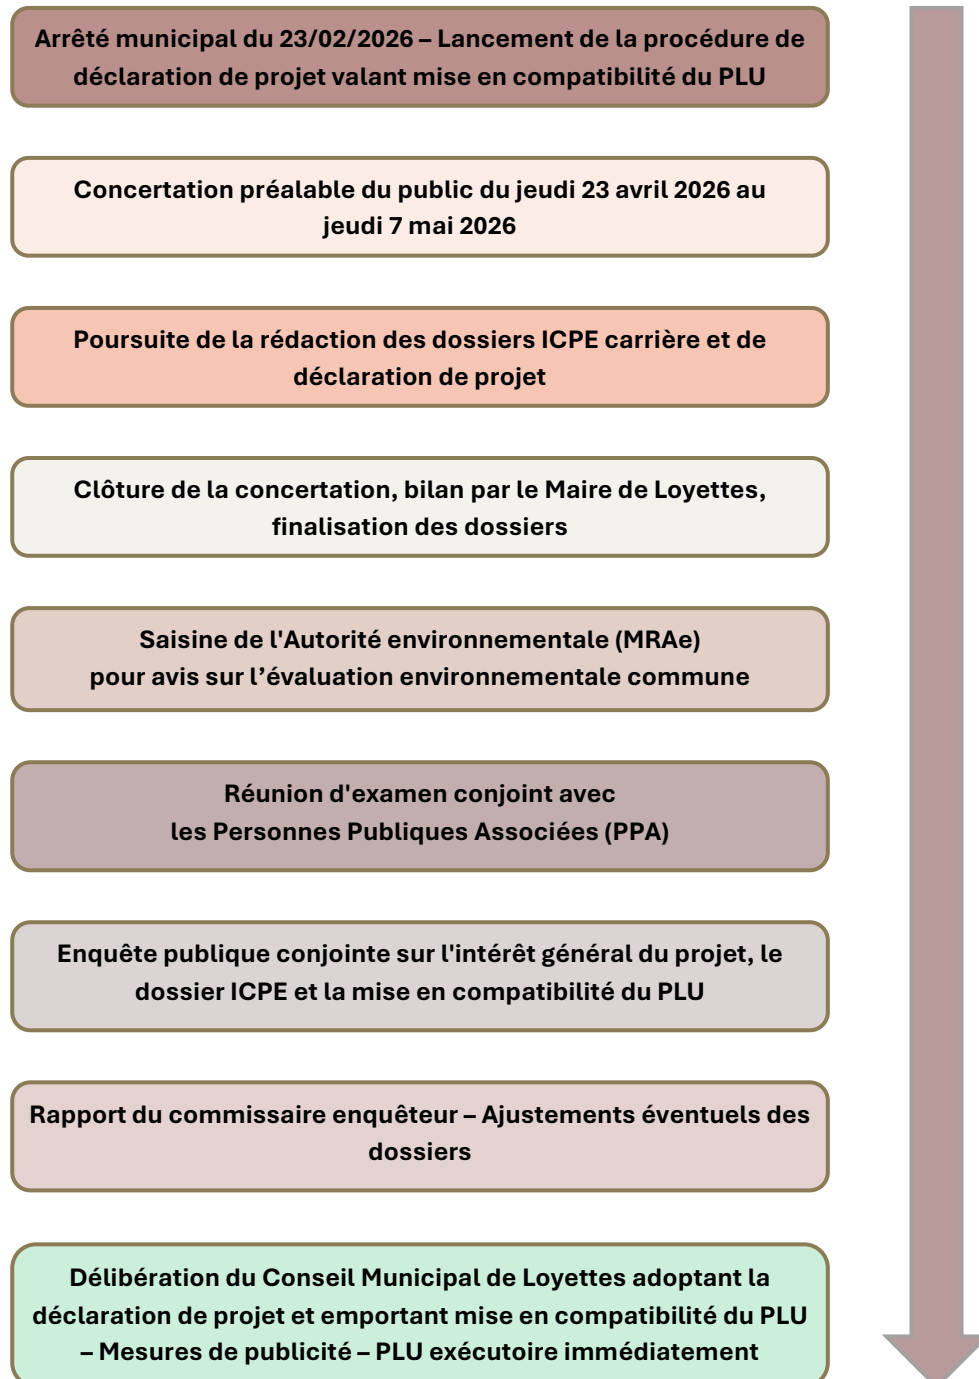 Arrêté municipal du 23/02/2026 – Lancement de la procédure de
déclaration de projet valant mise en compatibilité du PLU
Concertation préalable du public du jeudi 23 avril 2026 au
jeudi 7 mai 2026
Poursuite de la rédaction des dossiers ICPE carrière et de
déclaration de projet
Clôture de la concertation, bilan par le Maire de Loyettes,
finalisation des dossiers
Saisine de l'Autorité environnementale (MRAe)
pour avis sur l’évaluation environnementale commune
Réunion d'examen conjoint avec
les Personnes Publiques Associées (PPA)
Enquête publique conjointe sur l'intérêt général du projet, le
dossier ICPE et la mise en compatibilité du PLU
Rapport du commissaire enquêteur – Ajustements éventuels des
dossiers
Délibération du Conseil Municipal de Loyettes adoptant la
déclaration de projet et emportant mise en compatibilité du PLU
– Mesures de publicité – PLU exécutoire immédiatement